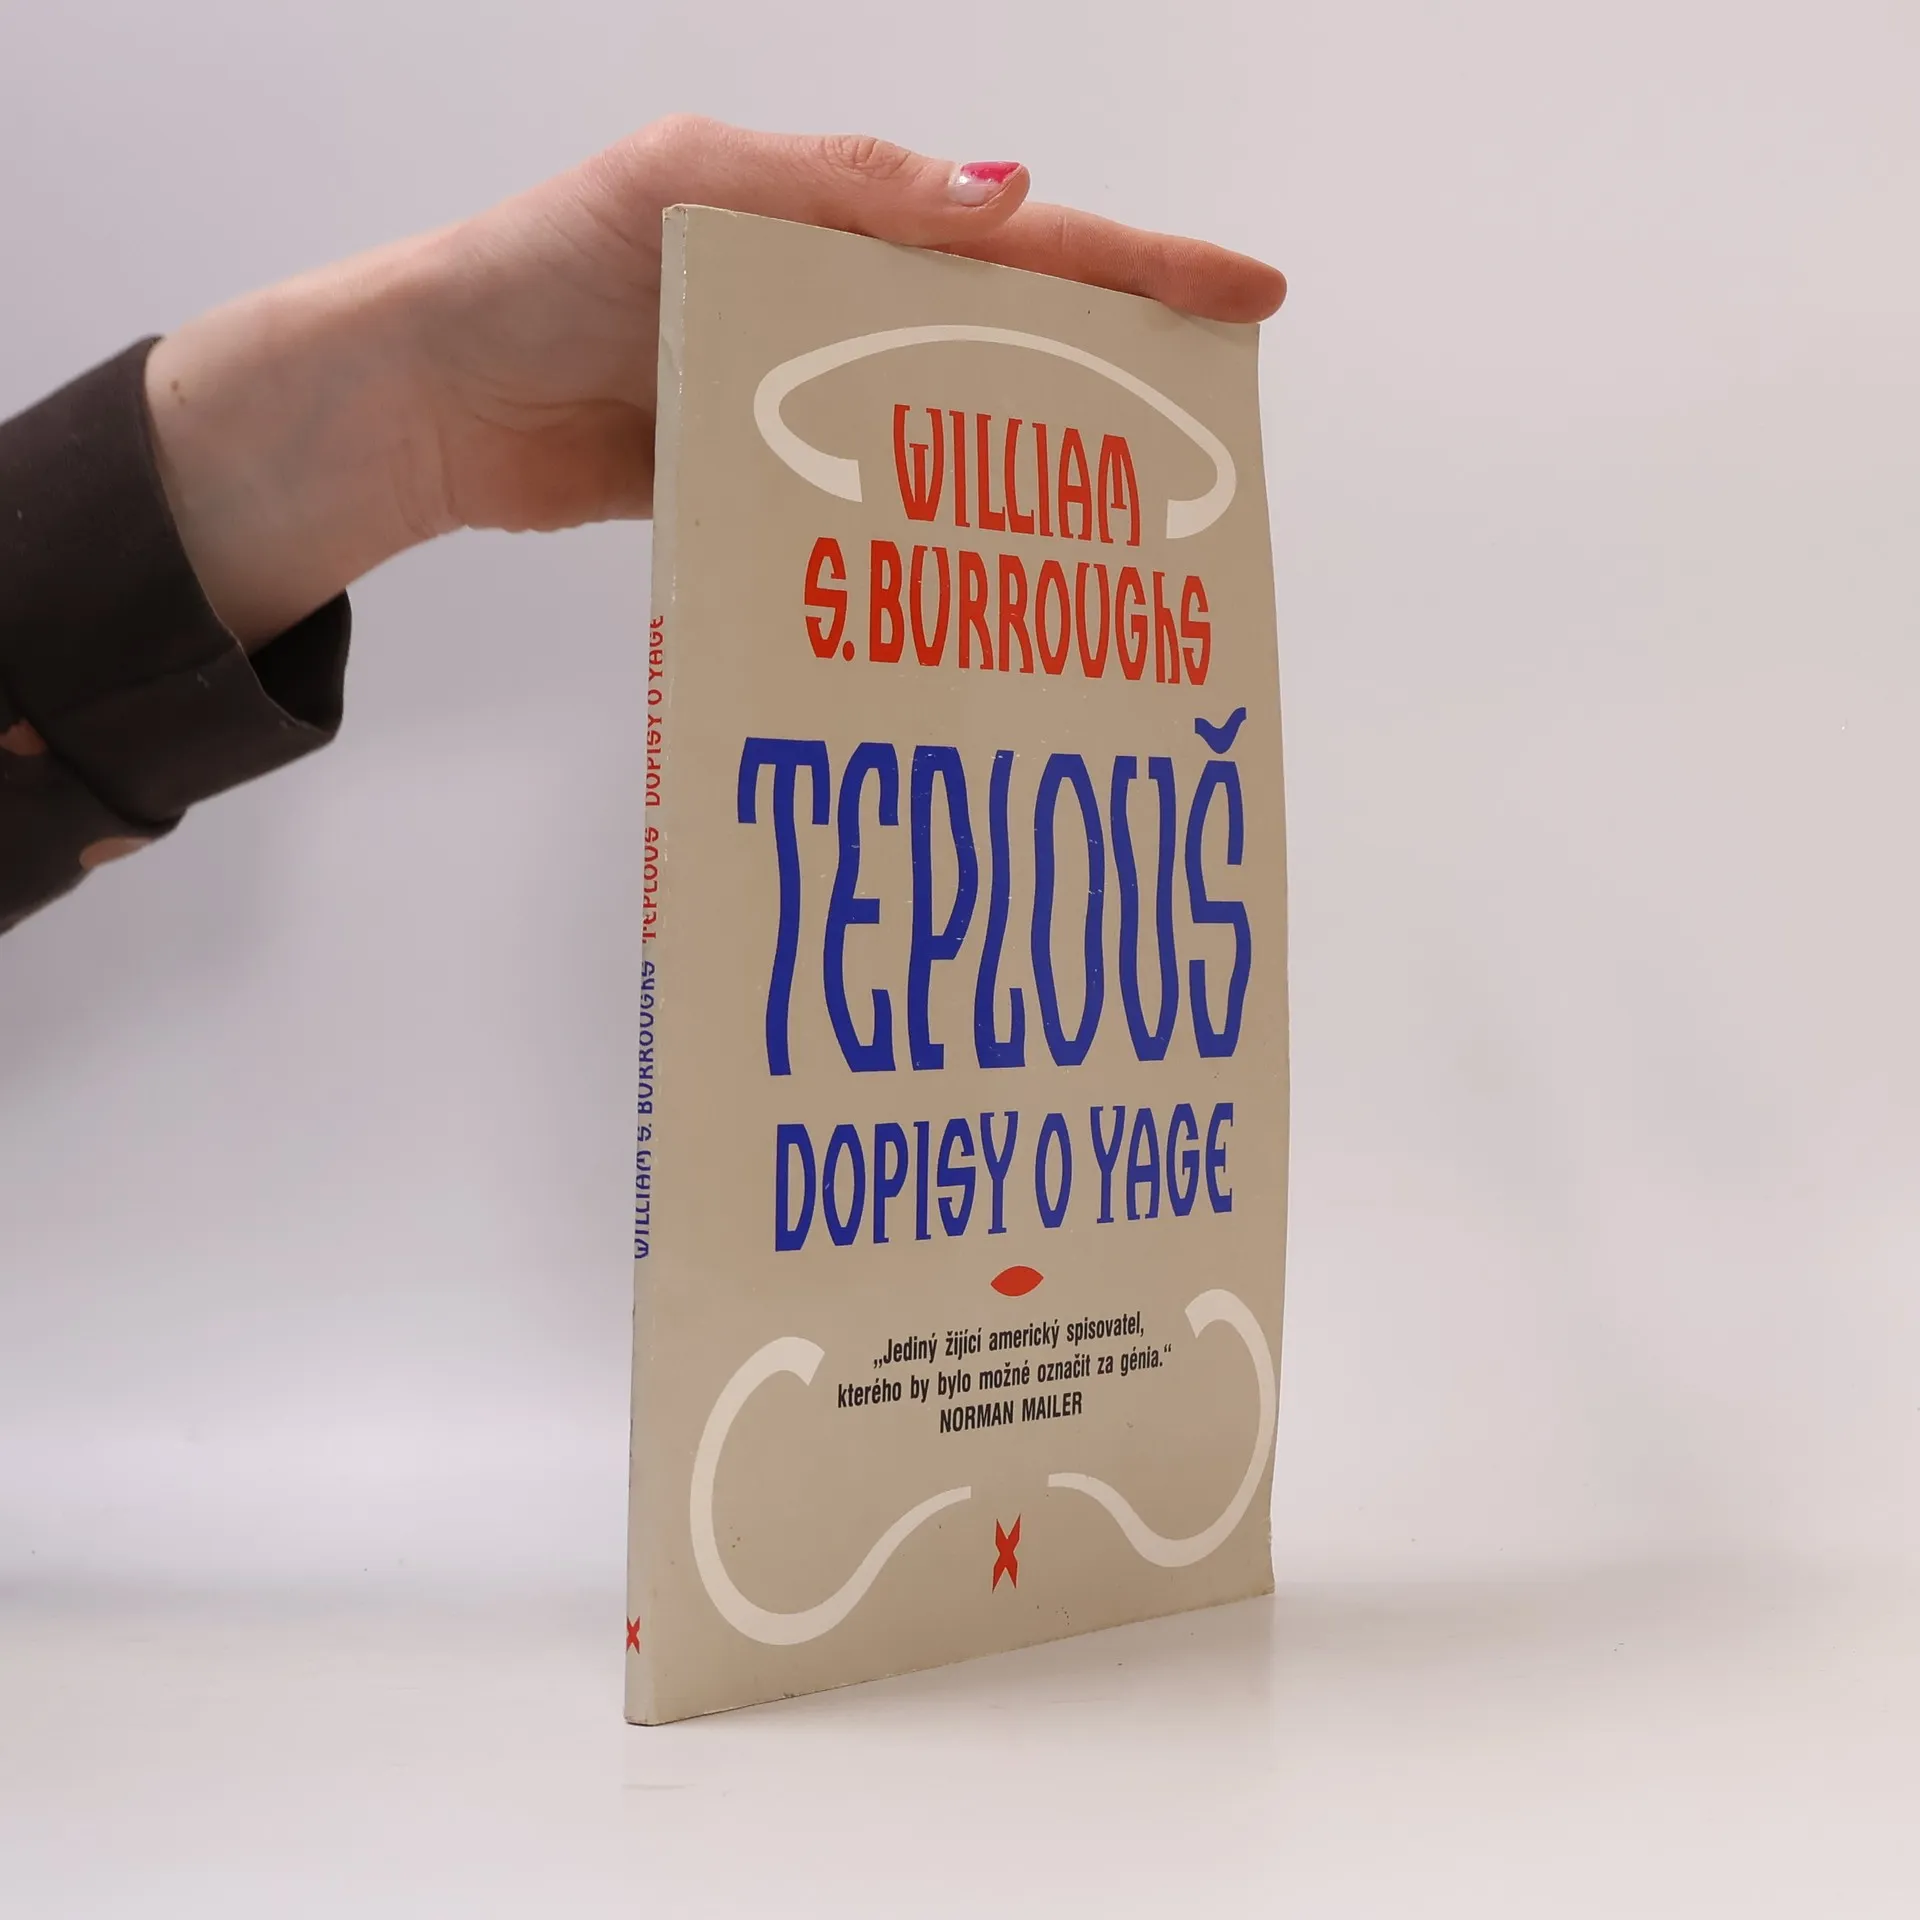 WILLIAM
S. BURROUGHS
TEPLOUŠ
DOPISY O YAGE
„Jediný žijící americký spisovatel,
kterého by bylo možné označit za génia.“
NORMAN MAILER
X
WILLIAM S. BURROUGHS TEPLOUŠ DOPISY O YAGE
X